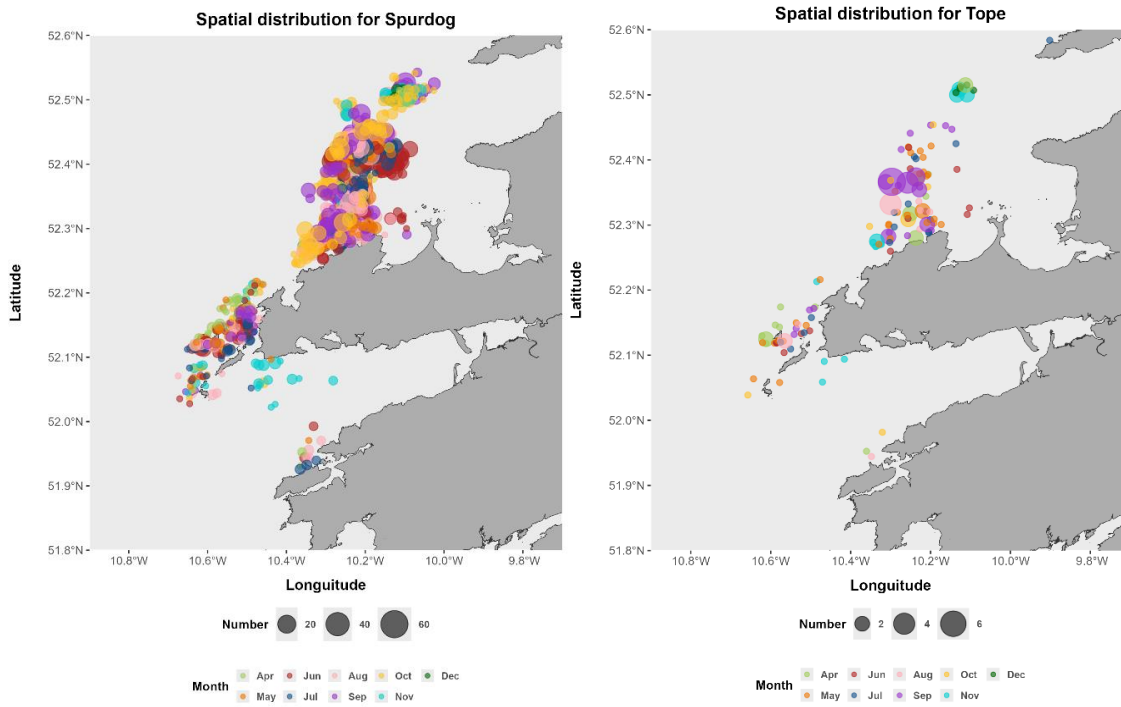 Spatial distribution for Spurdog
52.6°N
52.5°N
52.4°N
52.3°N
52.2°N
52.1°N
52.0°N
51.9°N
51.8°N
Latitude
10.8°W 10.6°W 10.4°W 10.2°W 10.0°W 9.8°W
Longuitude
Number 20 40 60
Month Apr Jun Aug Oct Dec
May Jul Sep Nov
Spatial distribution for Tope
52.6°N
52.5°N
52.4°N
52.3°N
52.2°N
52.1°N
52.0°N
51.9°N
51.8°N
Latitude
10.8°W 10.6°W 10.4°W 10.2°W 10.0°W 9.8°W
Longuitude
Number 2 4 6
Month Apr Jun Aug Oct Dec
May Jul Sep Nov